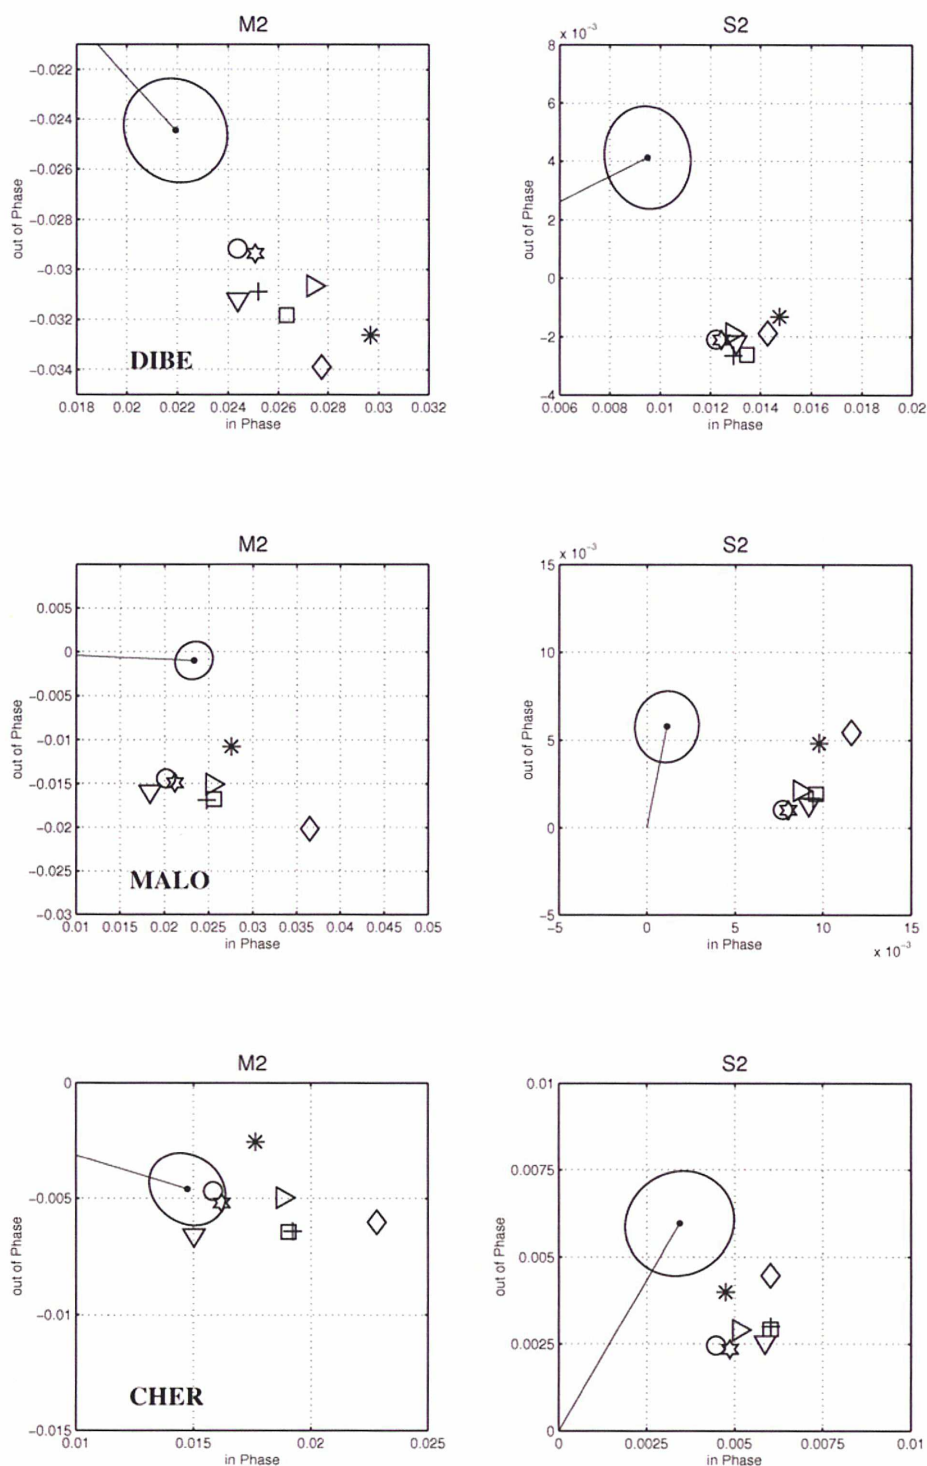 M2
−0.022
−0.024
−0.026
−0.028
−0.03
−0.032
−0.034
out of Phase
DIBE
0.018 0.02 0.022 0.024 0.026 0.028 0.03 0.032
in Phase
x 10⁻³
S2
8
6
4
2
0
−2
−4
out of Phase
0.006 0.008 0.01 0.012 0.014 0.016 0.018 0.02
in Phase
M2
0.005
0
−0.005
−0.01
−0.015
−0.02
−0.025
−0.03
out of Phase
MALO
0.01 0.015 0.02 0.025 0.03 0.035 0.04 0.045 0.05
in Phase
x 10⁻³
S2
15
10
5
0
−5
out of Phase
−5 0 5 10 15
in Phase
x 10⁻³
M2
0
−0.005
−0.01
−0.015
out of Phase
CHER
0.01 0.015 0.02 0.025
in Phase
S2
0.01
0.0075
0.005
0.0025
0
out of Phase
0 0.0025 0.005 0.0075 0.01
in Phase